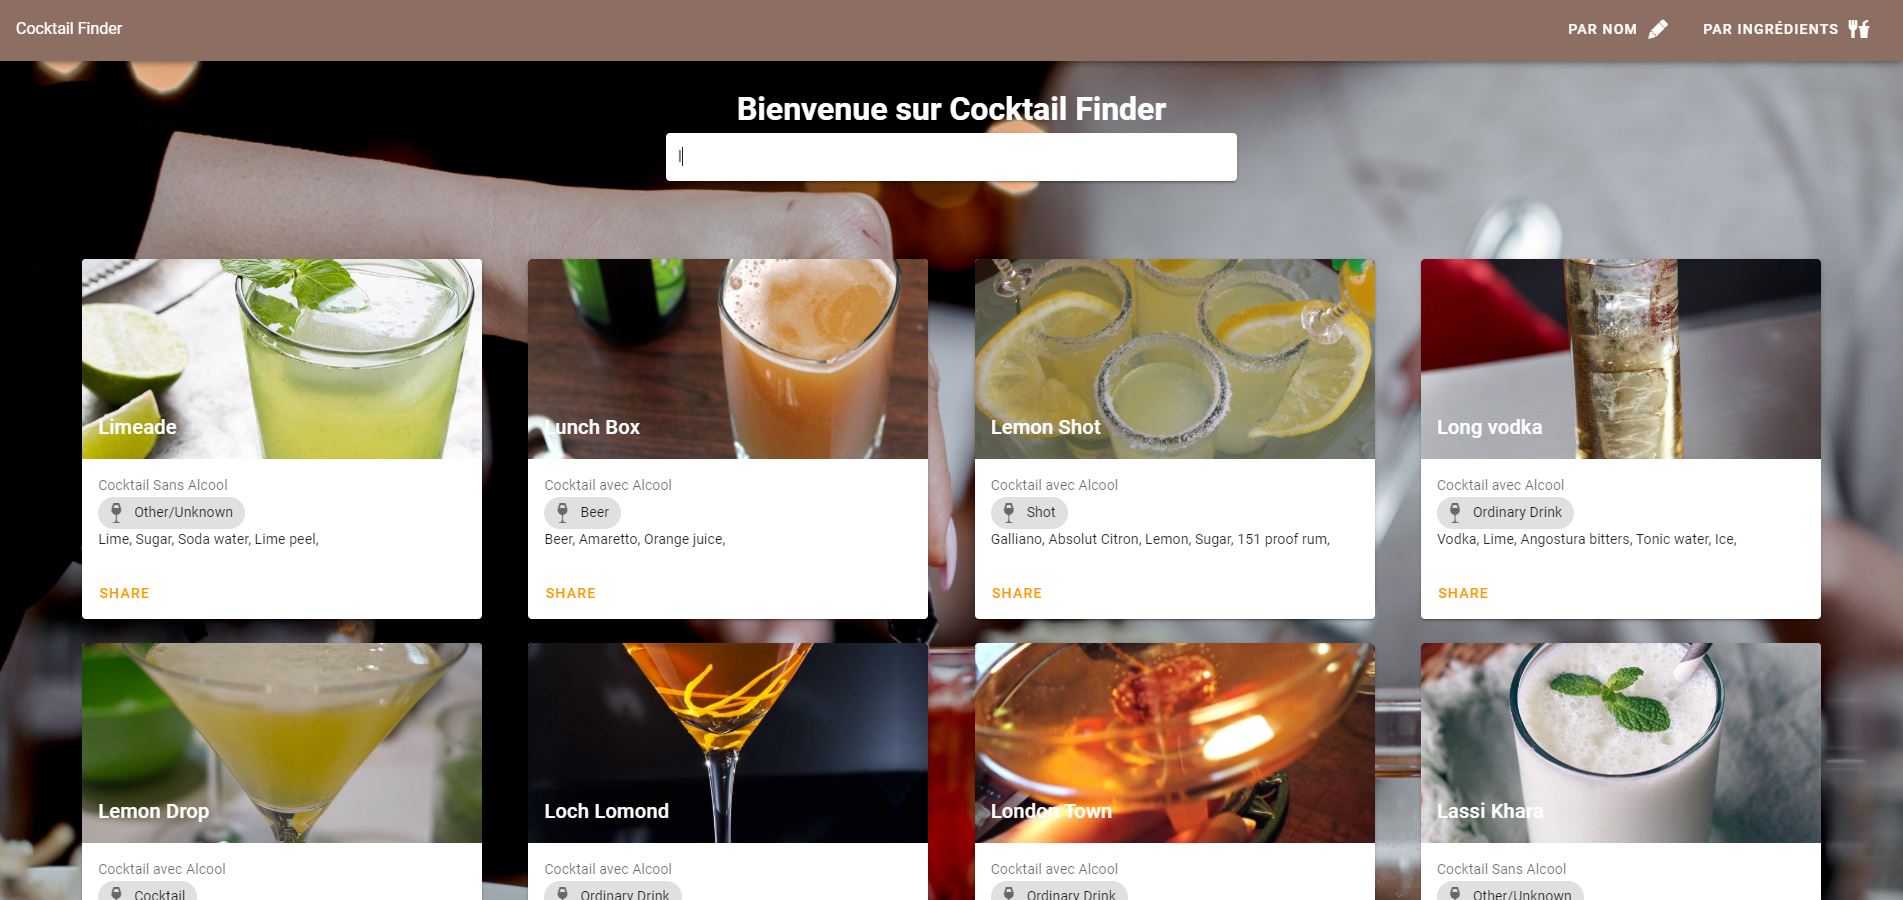 Cocktail Finder
PAR NOM
PAR INGRÉDIENTS
Bienvenue sur Cocktail Finder
l
Limeade
Cocktail Sans Alcool
Other/Unknown
Lime, Sugar, Soda water, Lime peel,
SHARE
Lunch Box
Cocktail avec Alcool
Beer
Beer, Amaretto, Orange juice,
SHARE
Lemon Shot
Cocktail avec Alcool
Shot
Galliano, Absolut Citron, Lemon, Sugar, 151 proof rum,
SHARE
Long vodka
Cocktail avec Alcool
Ordinary Drink
Vodka, Lime, Angostura bitters, Tonic water, Ice,
SHARE
Lemon Drop
Cocktail avec Alcool
Cocktail
Loch Lomond
Cocktail avec Alcool
Ordinary Drink
London Town
Cocktail avec Alcool
Ordinary Drink
Lassi Khara
Cocktail Sans Alcool
Other/Unknown